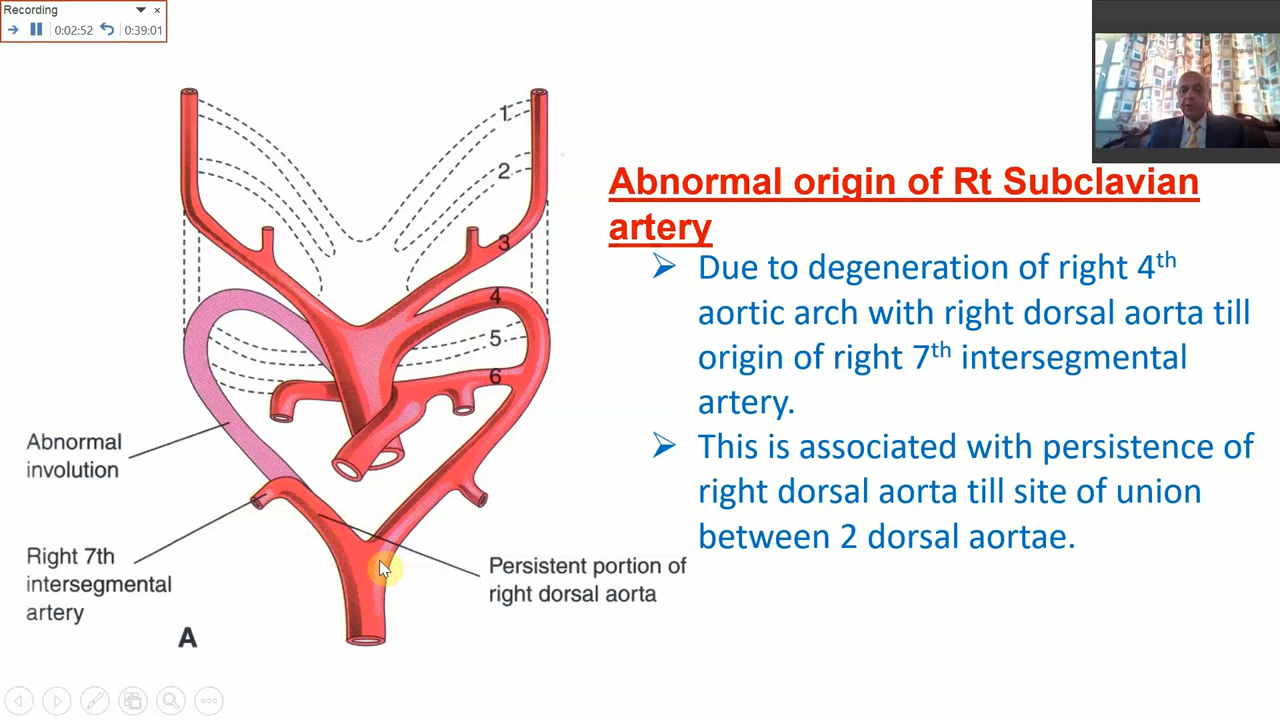 Recording
0:02:52 0:39:01
1
2
3
4
5
6
Abnormal
involution
Right 7th
intersegmental
artery
A
Persistent portion of
right dorsal aorta
Abnormal origin of Rt Subclavian
artery
Due to degeneration of right 4th
aortic arch with right dorsal aorta till
origin of right 7th intersegmental
artery.
This is associated with persistence of
right dorsal aorta till site of union
between 2 dorsal aortae.